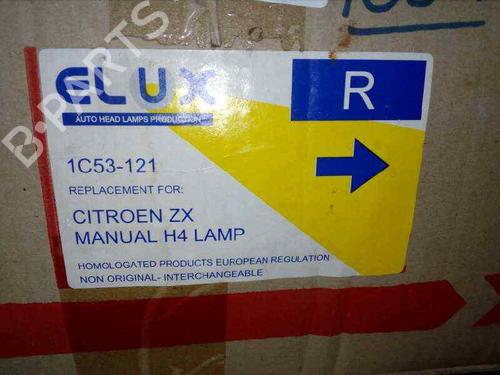 ELUX
AUTO HEAD LAMPS PRODUCTION
R
1C53-121
REPLACEMENT FOR:
CITROEN ZX
MANUAL H4 LAMP
HOMOLOGATED PRODUCTS EUROPEAN REGULATION
NON ORIGINAL- INTERCHANGEABLE
B-PARTS